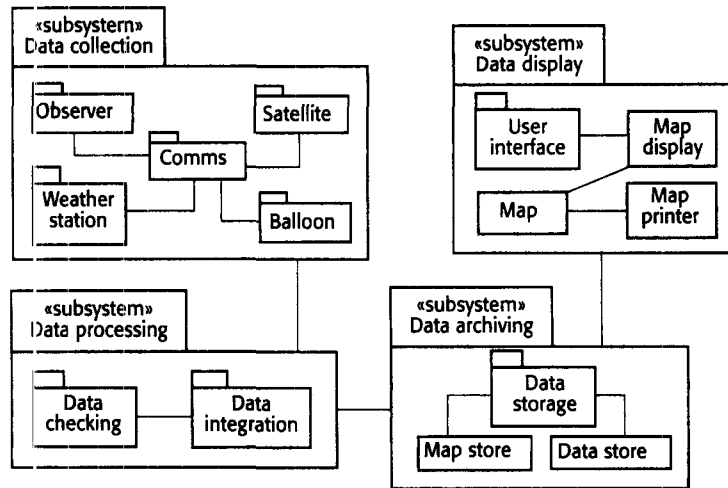 «subsystem»
Data collection
Observer
Satellite
Comms
Weather
station
Balloon
«subsystem»
Data display
User
interface
Map
display
Map
Map
printer
«subsystem»
Data processing
Data
checking
Data
integration
«subsystem»
Data archiving
Data
storage
Map store
Data store